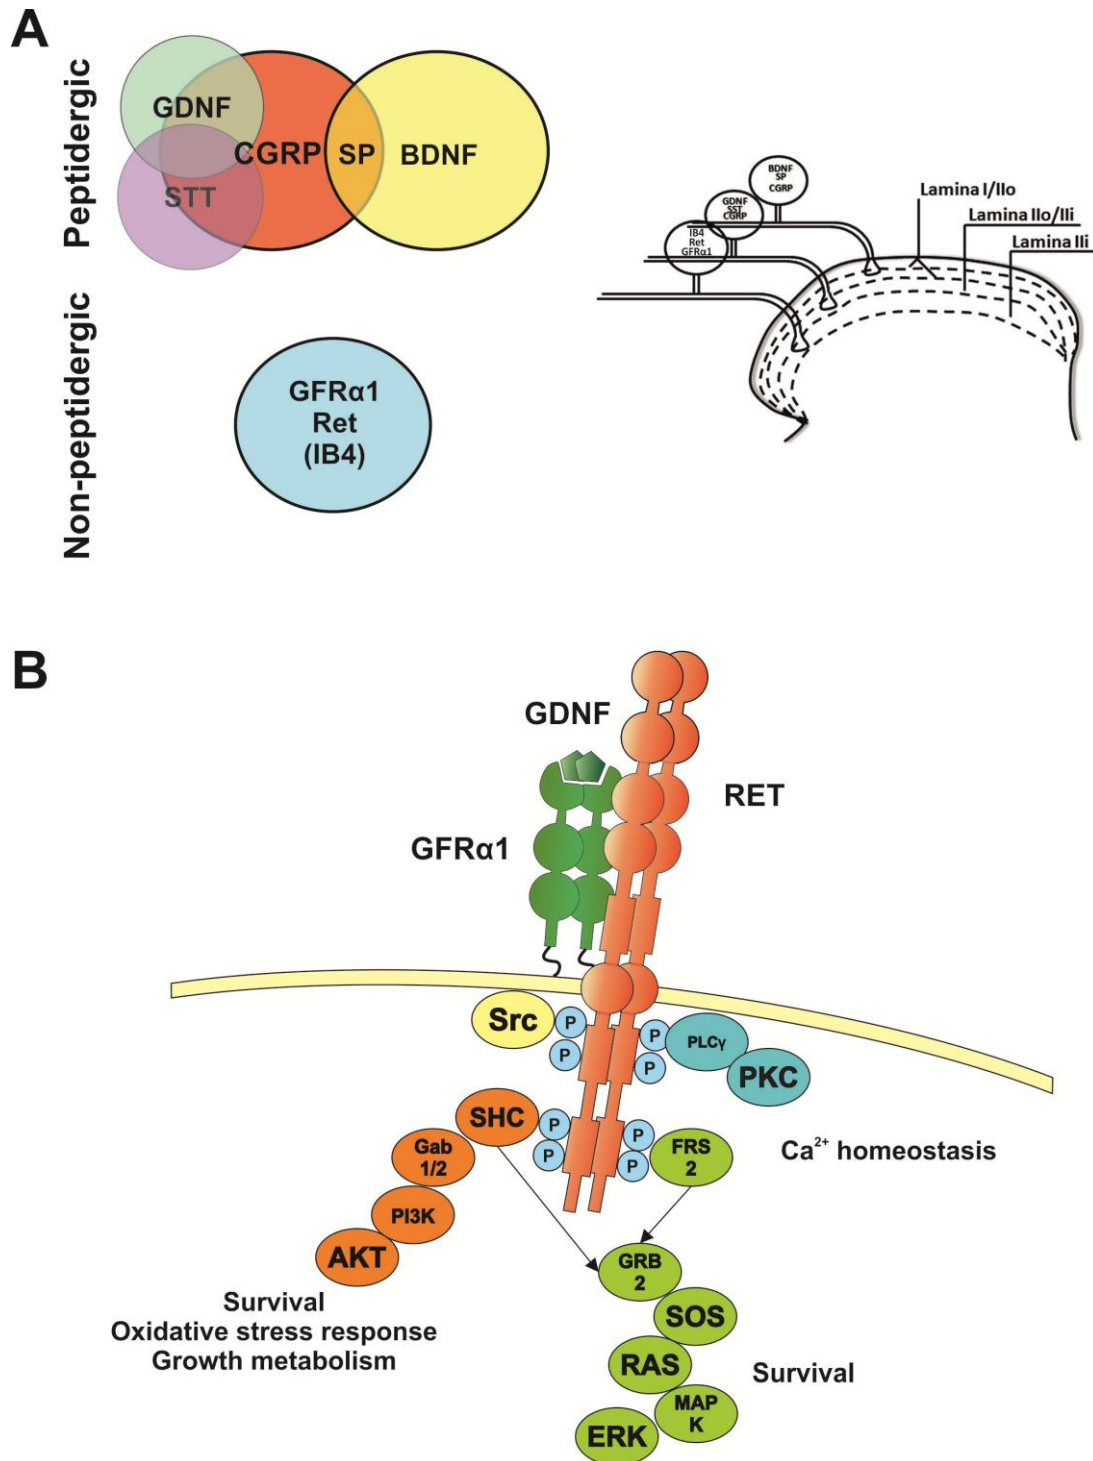 A
Peptidergic
GDNF
CGRP
SP
BDNF
STT
Non-peptidergic
GFRα1
Ret
(IB4)
BDNF
SP
CGRP
GDNF
SST
CGRP
IB4
Ret
GFRα1
Lamina I/IIo
Lamina IIo/IIi
Lamina IIi
B
GDNF
RET
GFRα1
Src
P
P
P
P
PLCγ
PKC
SHC
P
P
P
P
FRS
2
Ca²⁺ homeostasis
Gab
1/2
PI3K
AKT
GRB
2
Survival
Oxidative stress response
Growth metabolism
SOS
RAS
Survival
MAP
K
ERK